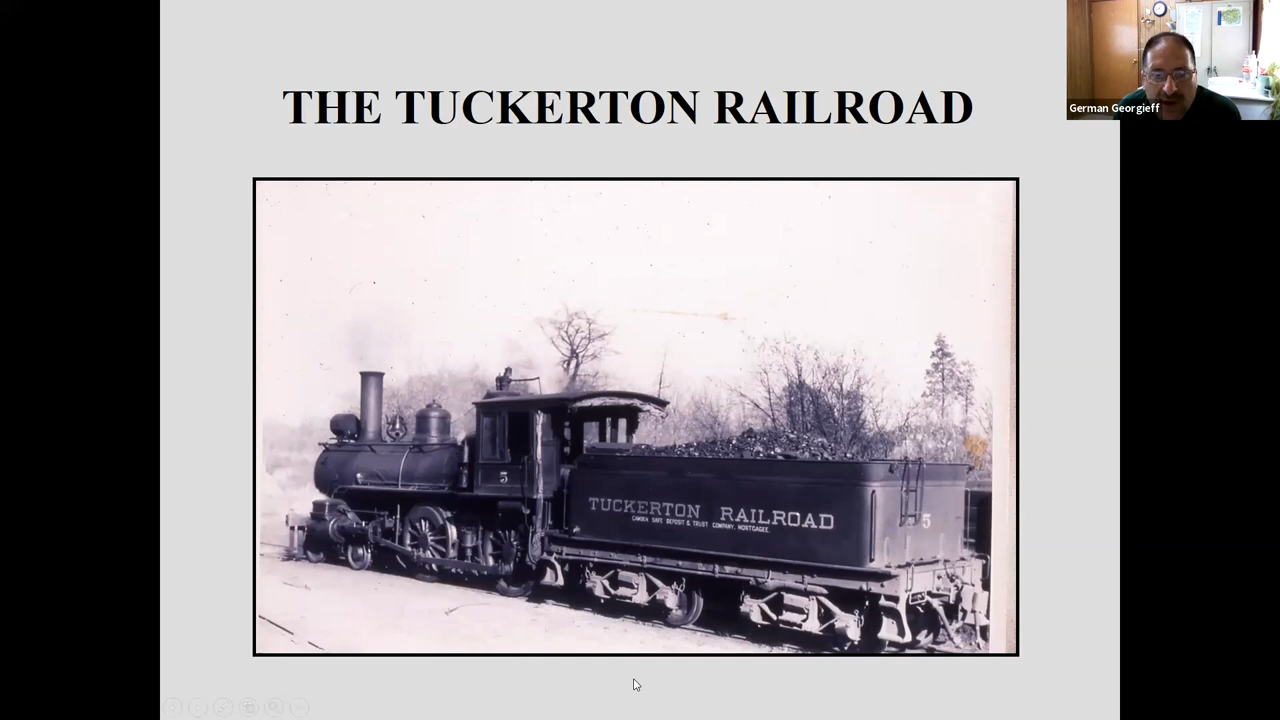 THE TUCKERTON RAILROAD
German Georgieff
5
TUCKERTON RAILROAD
CAMDEN SAFE DEPOSIT & TRUST COMPANY, MORTGAGEE.
5